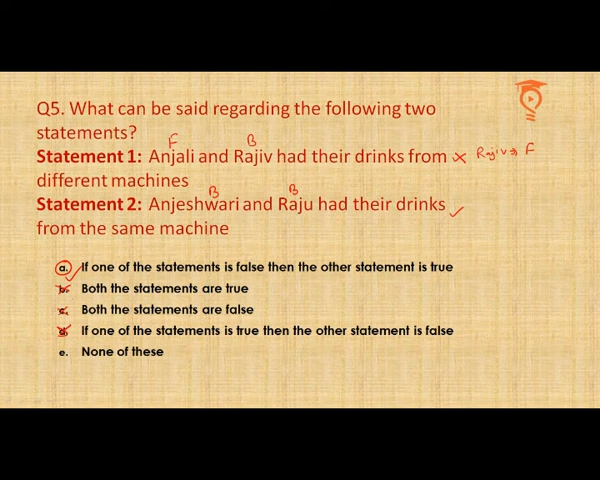 Q5. What can be said regarding the following two
statements?
F B
Statement 1: Anjali and Rajiv had their drinks from × Rajiv → F
different machines
B B
Statement 2: Anjeshwari and Raju had their drinks ✓
from the same machine
a. If one of the statements is false then the other statement is true
b. Both the statements are true
c. Both the statements are false
d. If one of the statements is true then the other statement is false
e. None of these